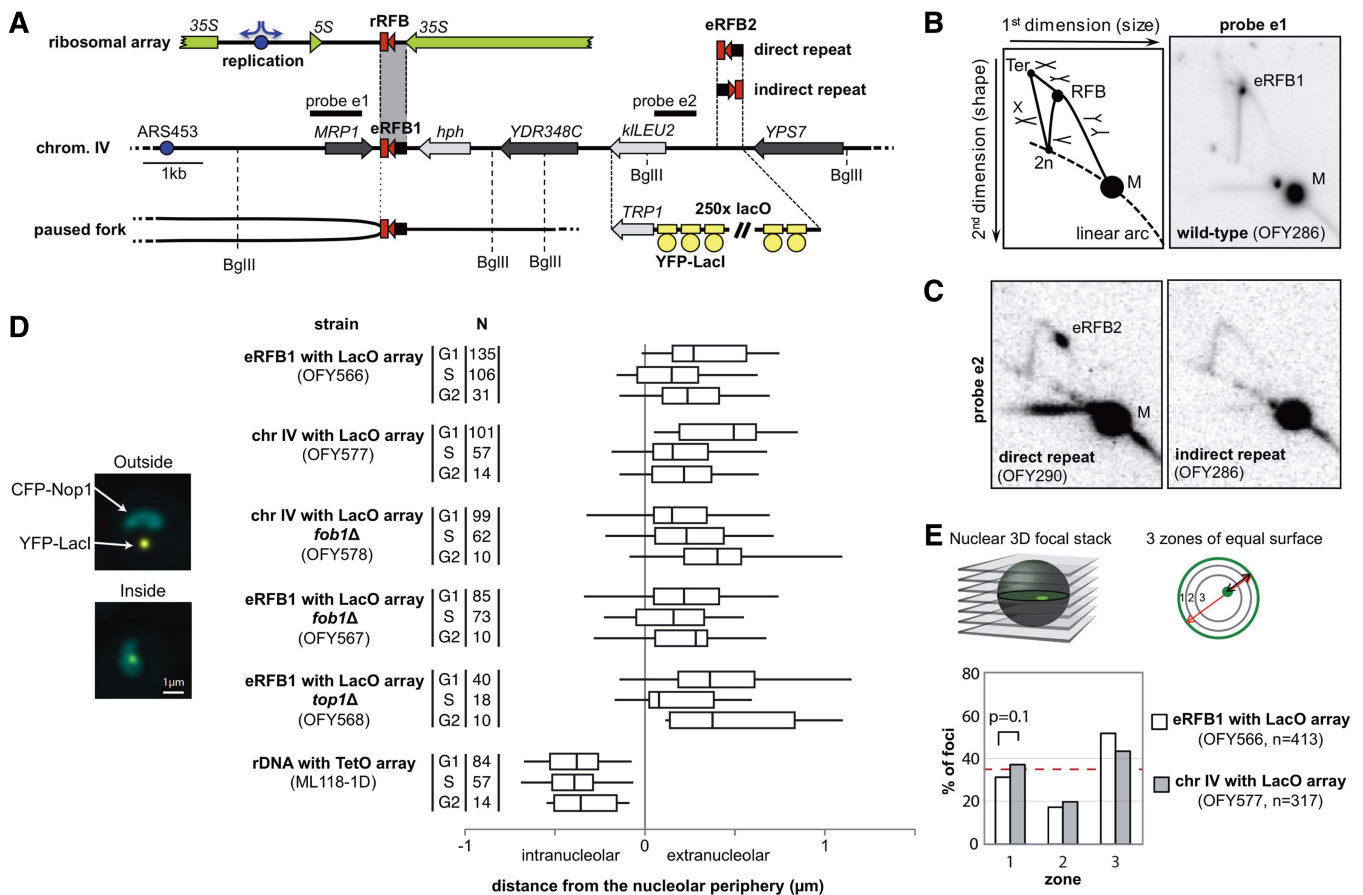 A
35S
5S
rRFB
35S
ribosomal array
replication
eRFB2
direct repeat
indirect repeat
probe e1
probe e2
ARS453
MRP1
eRFB1
hph
YDR348C
klLEU2
YPS7
chrom. IV
1kb
BglII
BglII
TRP1
250x lacO
paused fork
BglII
BglII
BglII
YFP-LacI
B
1st dimension (size)
2nd dimension (shape)
Ter
RFB
X
2n
M
linear arc
probe e1
eRFB1
M
wild-type (OFY286)
C
probe e2
eRFB2
M
direct repeat
(OFY290)
indirect repeat
(OFY286)
D
Outside
CFP-Nop1
YFP-LacI
Inside
1µm
strain N
eRFB1 with LacO array
(OFY566)
G1 135
S 106
G2 31
chr IV with LacO array
(OFY577)
G1 101
S 57
G2 14
chr IV with LacO array
fob1Δ
(OFY578)
G1 99
S 62
G2 10
eRFB1 with LacO array
fob1Δ
(OFY567)
G1 85
S 73
G2 10
eRFB1 with LacO array
top1Δ
(OFY568)
G1 40
S 18
G2 10
rDNA with TetO array
(ML118-1D)
G1 84
S 57
G2 14
-1 0 1
intranucleolar extranucleolar
distance from the nucleolar periphery (µm)
E
Nuclear 3D focal stack
3 zones of equal surface
1 2 3
80
60
40
20
0
% of foci
p=0.1
1 2 3
zone
eRFB1 with LacO array
(OFY566, n=413)
chr IV with LacO array
(OFY577, n=317)